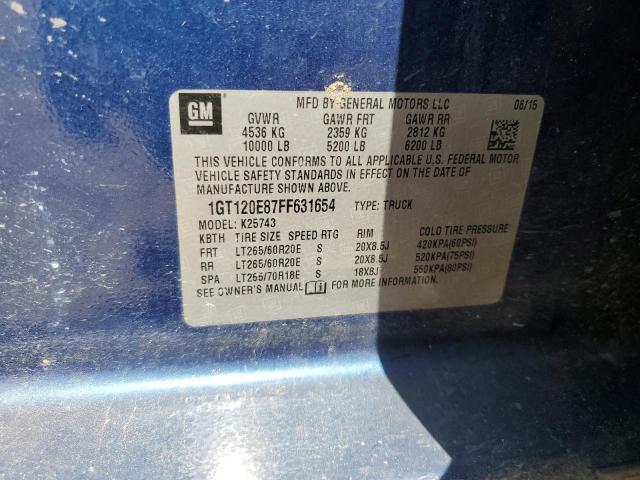 GM
MFD BY GENERAL MOTORS LLC 06/15
GVWR GAWR FRT GAWR RR
4536 KG 2359 KG 2812 KG
10000 LB 5200 LB 6200 LB
THIS VEHICLE CONFORMS TO ALL APPLICABLE U.S. FEDERAL MOTOR
VEHICLE SAFETY STANDARDS IN EFFECT ON THE DATE OF
MANUFACTURE SHOWN ABOVE.
1GT120E87FF631654 TYPE: TRUCK
MODEL: K25743
KBTH TIRE SIZE SPEED RTG RIM COLD TIRE PRESSURE
FRT LT265/60R20E S 20X8.5J 420KPA(60PSI)
RR LT265/60R20E S 20X8.5J 520KPA(75PSI)
SPA LT265/70R18E S 18X8J 550KPA(80PSI)
SEE OWNER'S MANUAL FOR MORE INFORMATION.